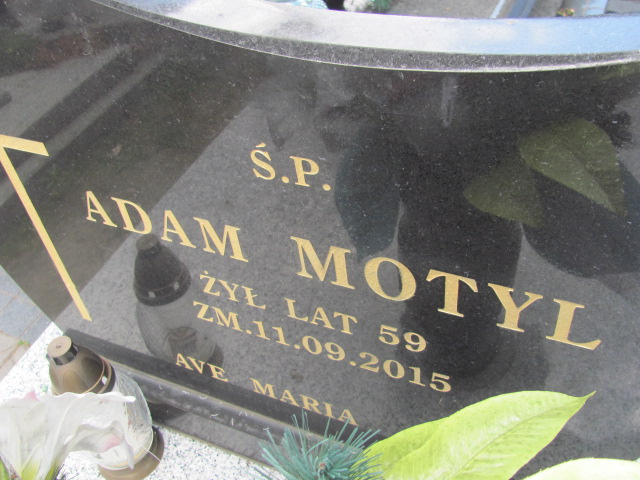 Ś.P.
ADAM MOTYL
ŻYŁ LAT 59
ZM.11.09.2015
AVE MARIA